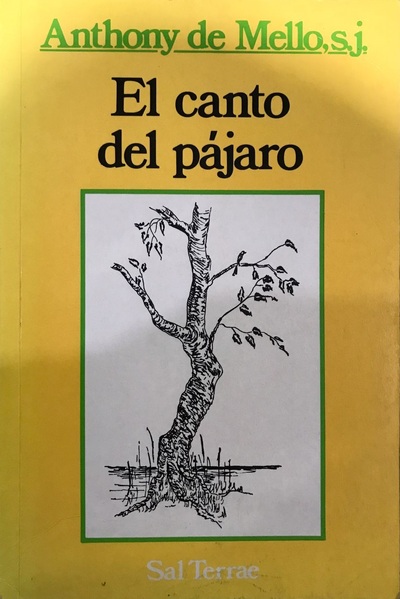 Anthony de Mello, s.j.
El canto
del pájaro
Sal Terrae